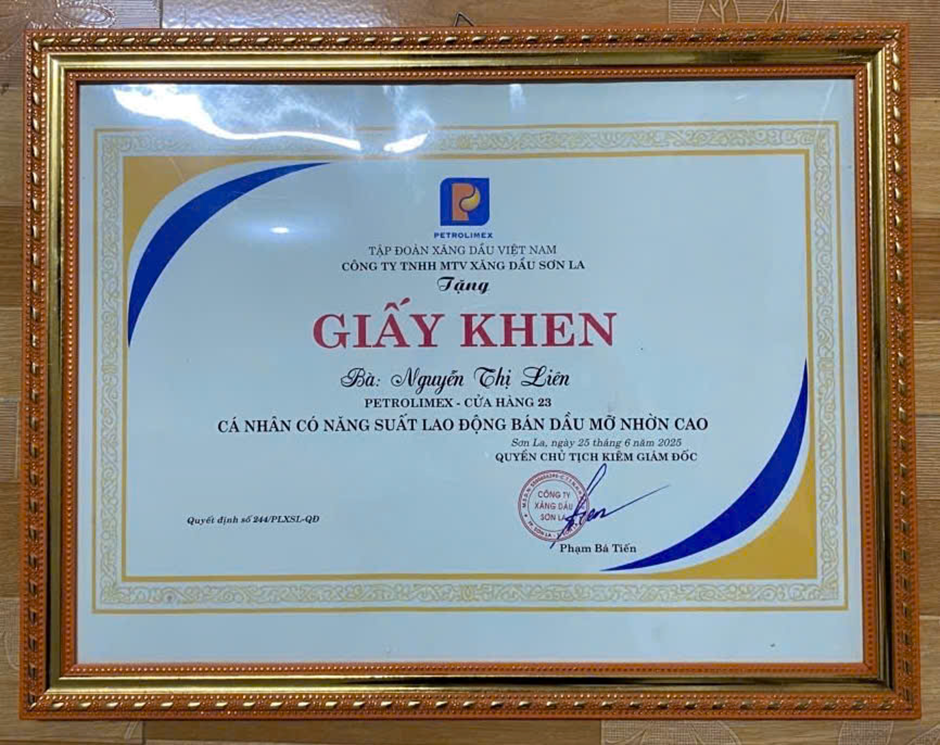 PETROLIMEX
TẬP ĐOÀN XĂNG DẦU VIỆT NAM
CÔNG TY TNHH MTV XĂNG DẦU SƠN LA
Tặng
GIẤY KHEN
Bà: Nguyễn Thị Liên
PETROLIMEX - CỬA HÀNG 23
CÁ NHÂN CÓ NĂNG SUẤT LAO ĐỘNG BÁN DẦU MỠ NHỜN CAO
Sơn La, ngày 25 tháng 6 năm 2025
QUYỀN CHỦ TỊCH KIÊM GIÁM ĐỐC
CÔNG TY
XĂNG DẦU
SƠN LA
Quyết định số 244/PLXSL-QĐ
Phạm Bá Tiến